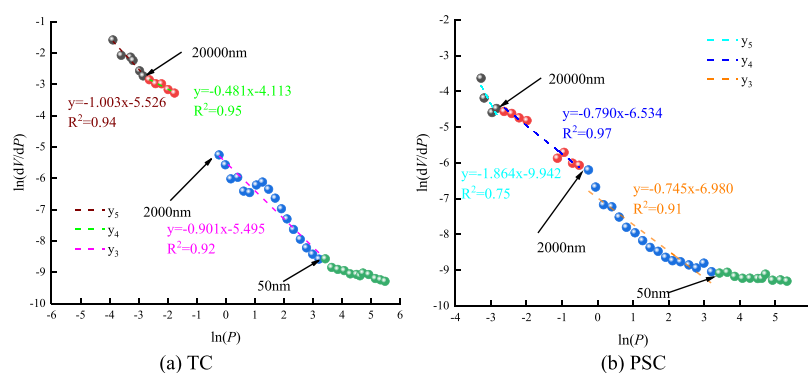 -1
-2
-3
-4
-5
-6
-7
-8
-9
-10
ln(dV/dP)
20000nm
y=-1.003x-5.526
R²=0.94
y=-0.481x-4.113
R²=0.95
2000nm
y=-0.901x-5.495
R²=0.92
50nm
y₅
y₄
y₃
-5 -4 -3 -2 -1 0 1 2 3 4 5 6
ln(P)
(a) TC
-2
-3
-4
-5
-6
-7
-8
-9
-10
ln(dV/dP)
y₅
y₄
y₃
20000nm
y=-0.790x-6.534
R²=0.97
y=-1.864x-9.942
R²=0.75
y=-0.745x-6.980
R²=0.91
2000nm
50nm
-4 -3 -2 -1 0 1 2 3 4 5 6
ln(P)
(b) PSC